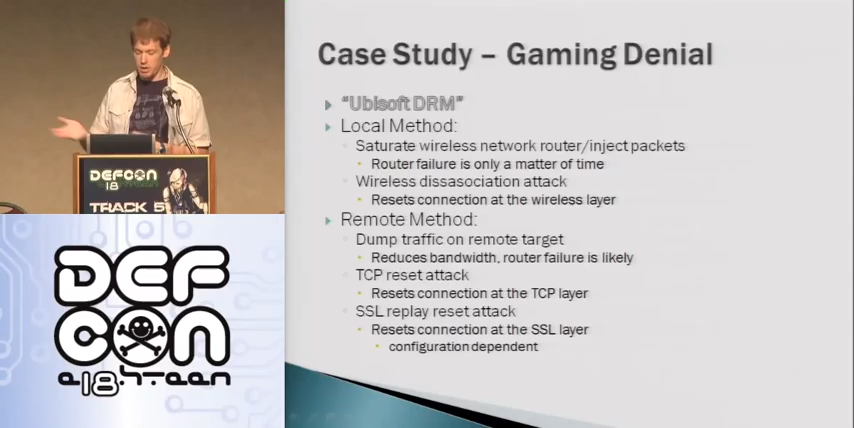 Case Study – Gaming Denial
“Ubisoft DRM”
Local Method:
Saturate wireless network router/inject packets
Router failure is only a matter of time
Wireless dissasociation attack
Resets connection at the wireless layer
Remote Method:
Dump traffic on remote target
Reduces bandwidth, router failure is likely
TCP reset attack
Resets connection at the TCP layer
SSL replay reset attack
Resets connection at the SSL layer
configuration dependent
DEFCON
18
TRACK 5
DEF
CON